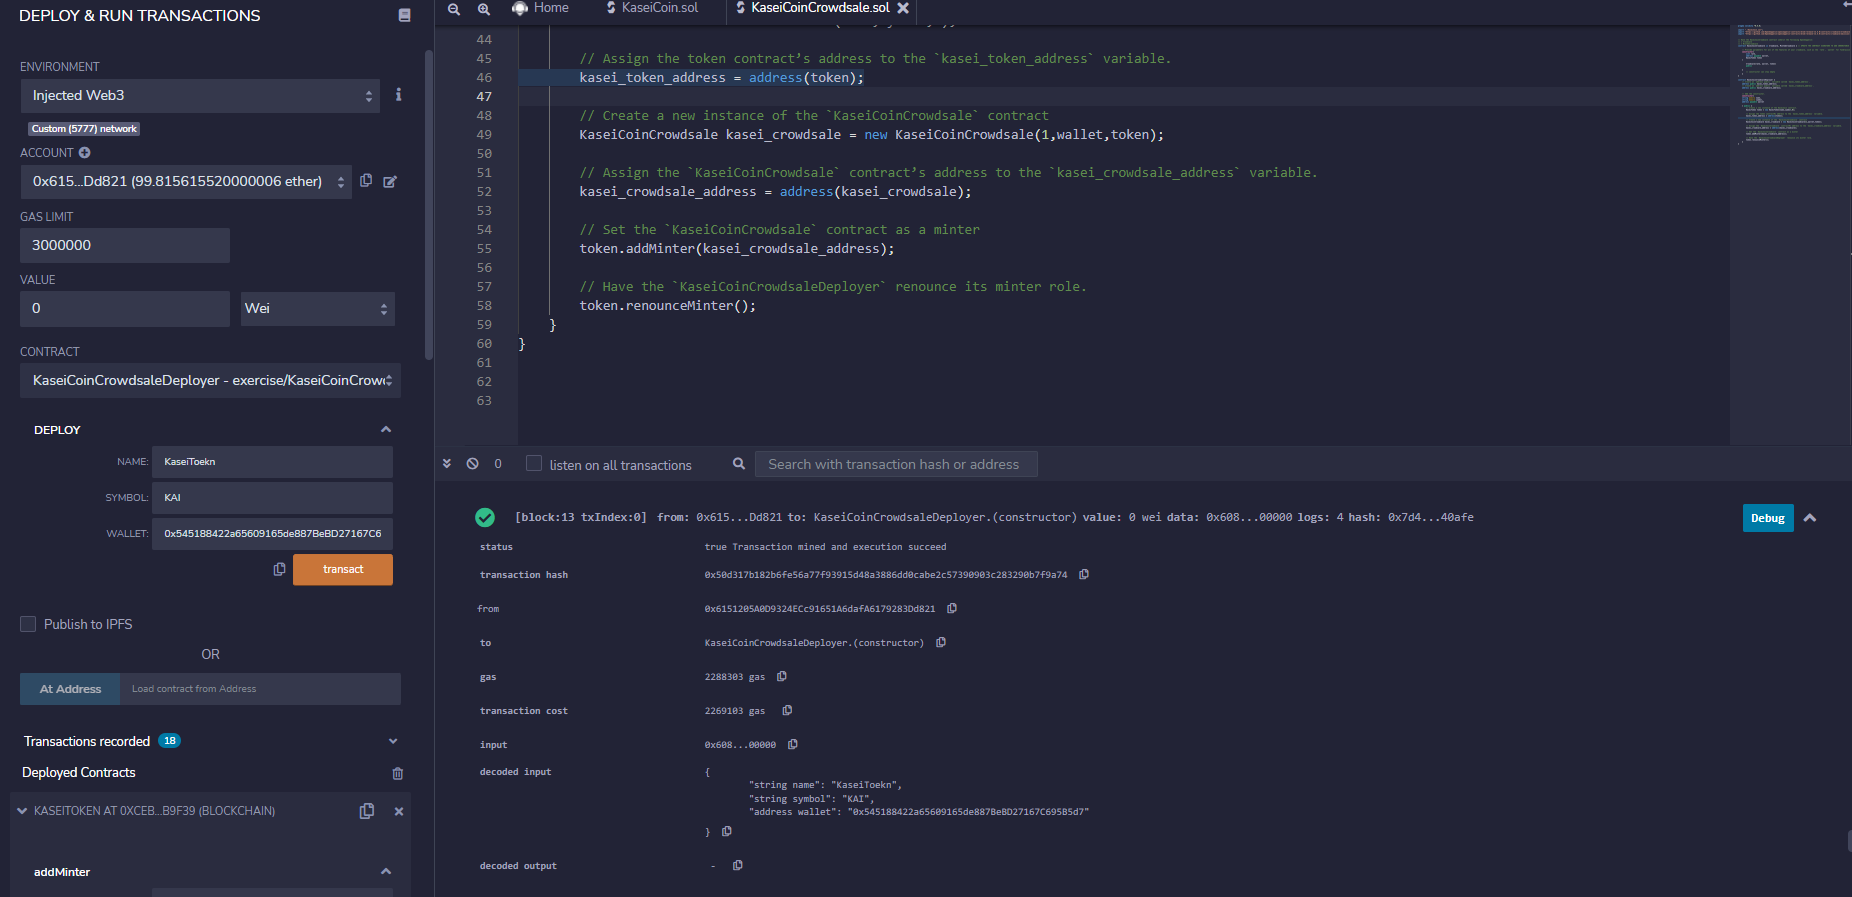 DEPLOY & RUN TRANSACTIONS
ENVIRONMENT
Injected Web3
Custom (5777) network
ACCOUNT
0x615...Dd821 (99.815615520000006 ether)
GAS LIMIT
3000000
VALUE
0
Wei
CONTRACT
KaseiCoinCrowdsaleDeployer - exercise/KaseiCoinCrowc
DEPLOY
NAME: KaseiToekn
SYMBOL: KAI
WALLET: 0x545188422a65609165de887BeBD27167C6
transact
Publish to IPFS
OR
At Address
Load contract from Address
Transactions recorded 18
Deployed Contracts
KASEITOKEN AT 0XCEB...B9F39 (BLOCKCHAIN)
addMinter
Home
KaseiCoin.sol
KaseiCoinCrowdsale.sol
44
45 // Assign the token contract’s address to the `kasei_token_address` variable.
46 kasei_token_address = address(token);
47
48 // Create a new instance of the `KaseiCoinCrowdsale` contract
49 KaseiCoinCrowdsale kasei_crowdsale = new KaseiCoinCrowdsale(1,wallet,token);
50
51 // Assign the `KaseiCoinCrowdsale` contract’s address to the `kasei_crowdsale_address` variable.
52 kasei_crowdsale_address = address(kasei_crowdsale);
53
54 // Set the `KaseiCoinCrowdsale` contract as a minter
55 token.addMinter(kasei_crowdsale_address);
56
57 // Have the `KaseiCoinCrowdsaleDeployer` renounce its minter role.
58 token.renounceMinter();
59 }
60 }
61
62
63
0
listen on all transactions
Search with transaction hash or address
[block:13 txIndex:0] from: 0x615...Dd821 to: KaseiCoinCrowdsaleDeployer.(constructor) value: 0 wei data: 0x608...00000 logs: 4 hash: 0x7d4...40afe
Debug
status true Transaction mined and execution succeed
transaction hash 0x50d317b182b6fe56a77f93915d48a3886dd0cabe2c57390903c283290b7f9a74
from 0x6151205A0D9324ECc91651A6dafA6179283Dd821
to KaseiCoinCrowdsaleDeployer.(constructor)
gas 2288303 gas
transaction cost 2269103 gas
input 0x608...00000
decoded input {
"string name": "KaseiToekn",
"string symbol": "KAI",
"address wallet": "0x545188422a65609165de887BeBD27167C695B5d7"
}
decoded output -